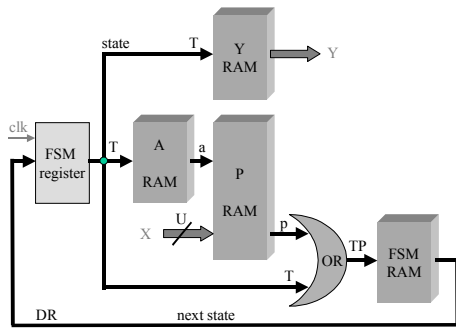 state
T
Y
RAM
Y
clk
FSM
register
T
A
RAM
a
P
RAM
U
X
p
OR
T
TP
FSM
RAM
DR
next state